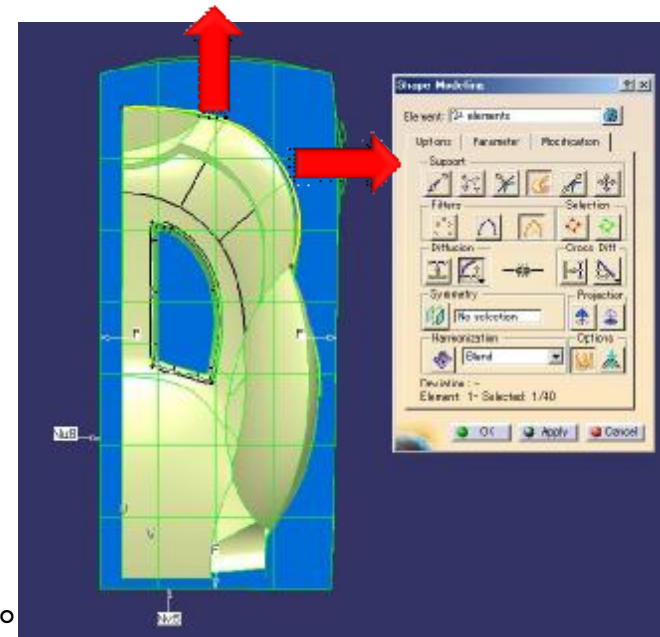 Shape Modeling
Element: 24 elements
Options Parameter Modification
Support
Filters Selection
Diffusion Cross Diff
Symmetry Projection
No selection
Harmonization Options
Blend
Deviation : -
Element: 1- Selected: 1/40
OK Apply Cancel
F F
U
V
F